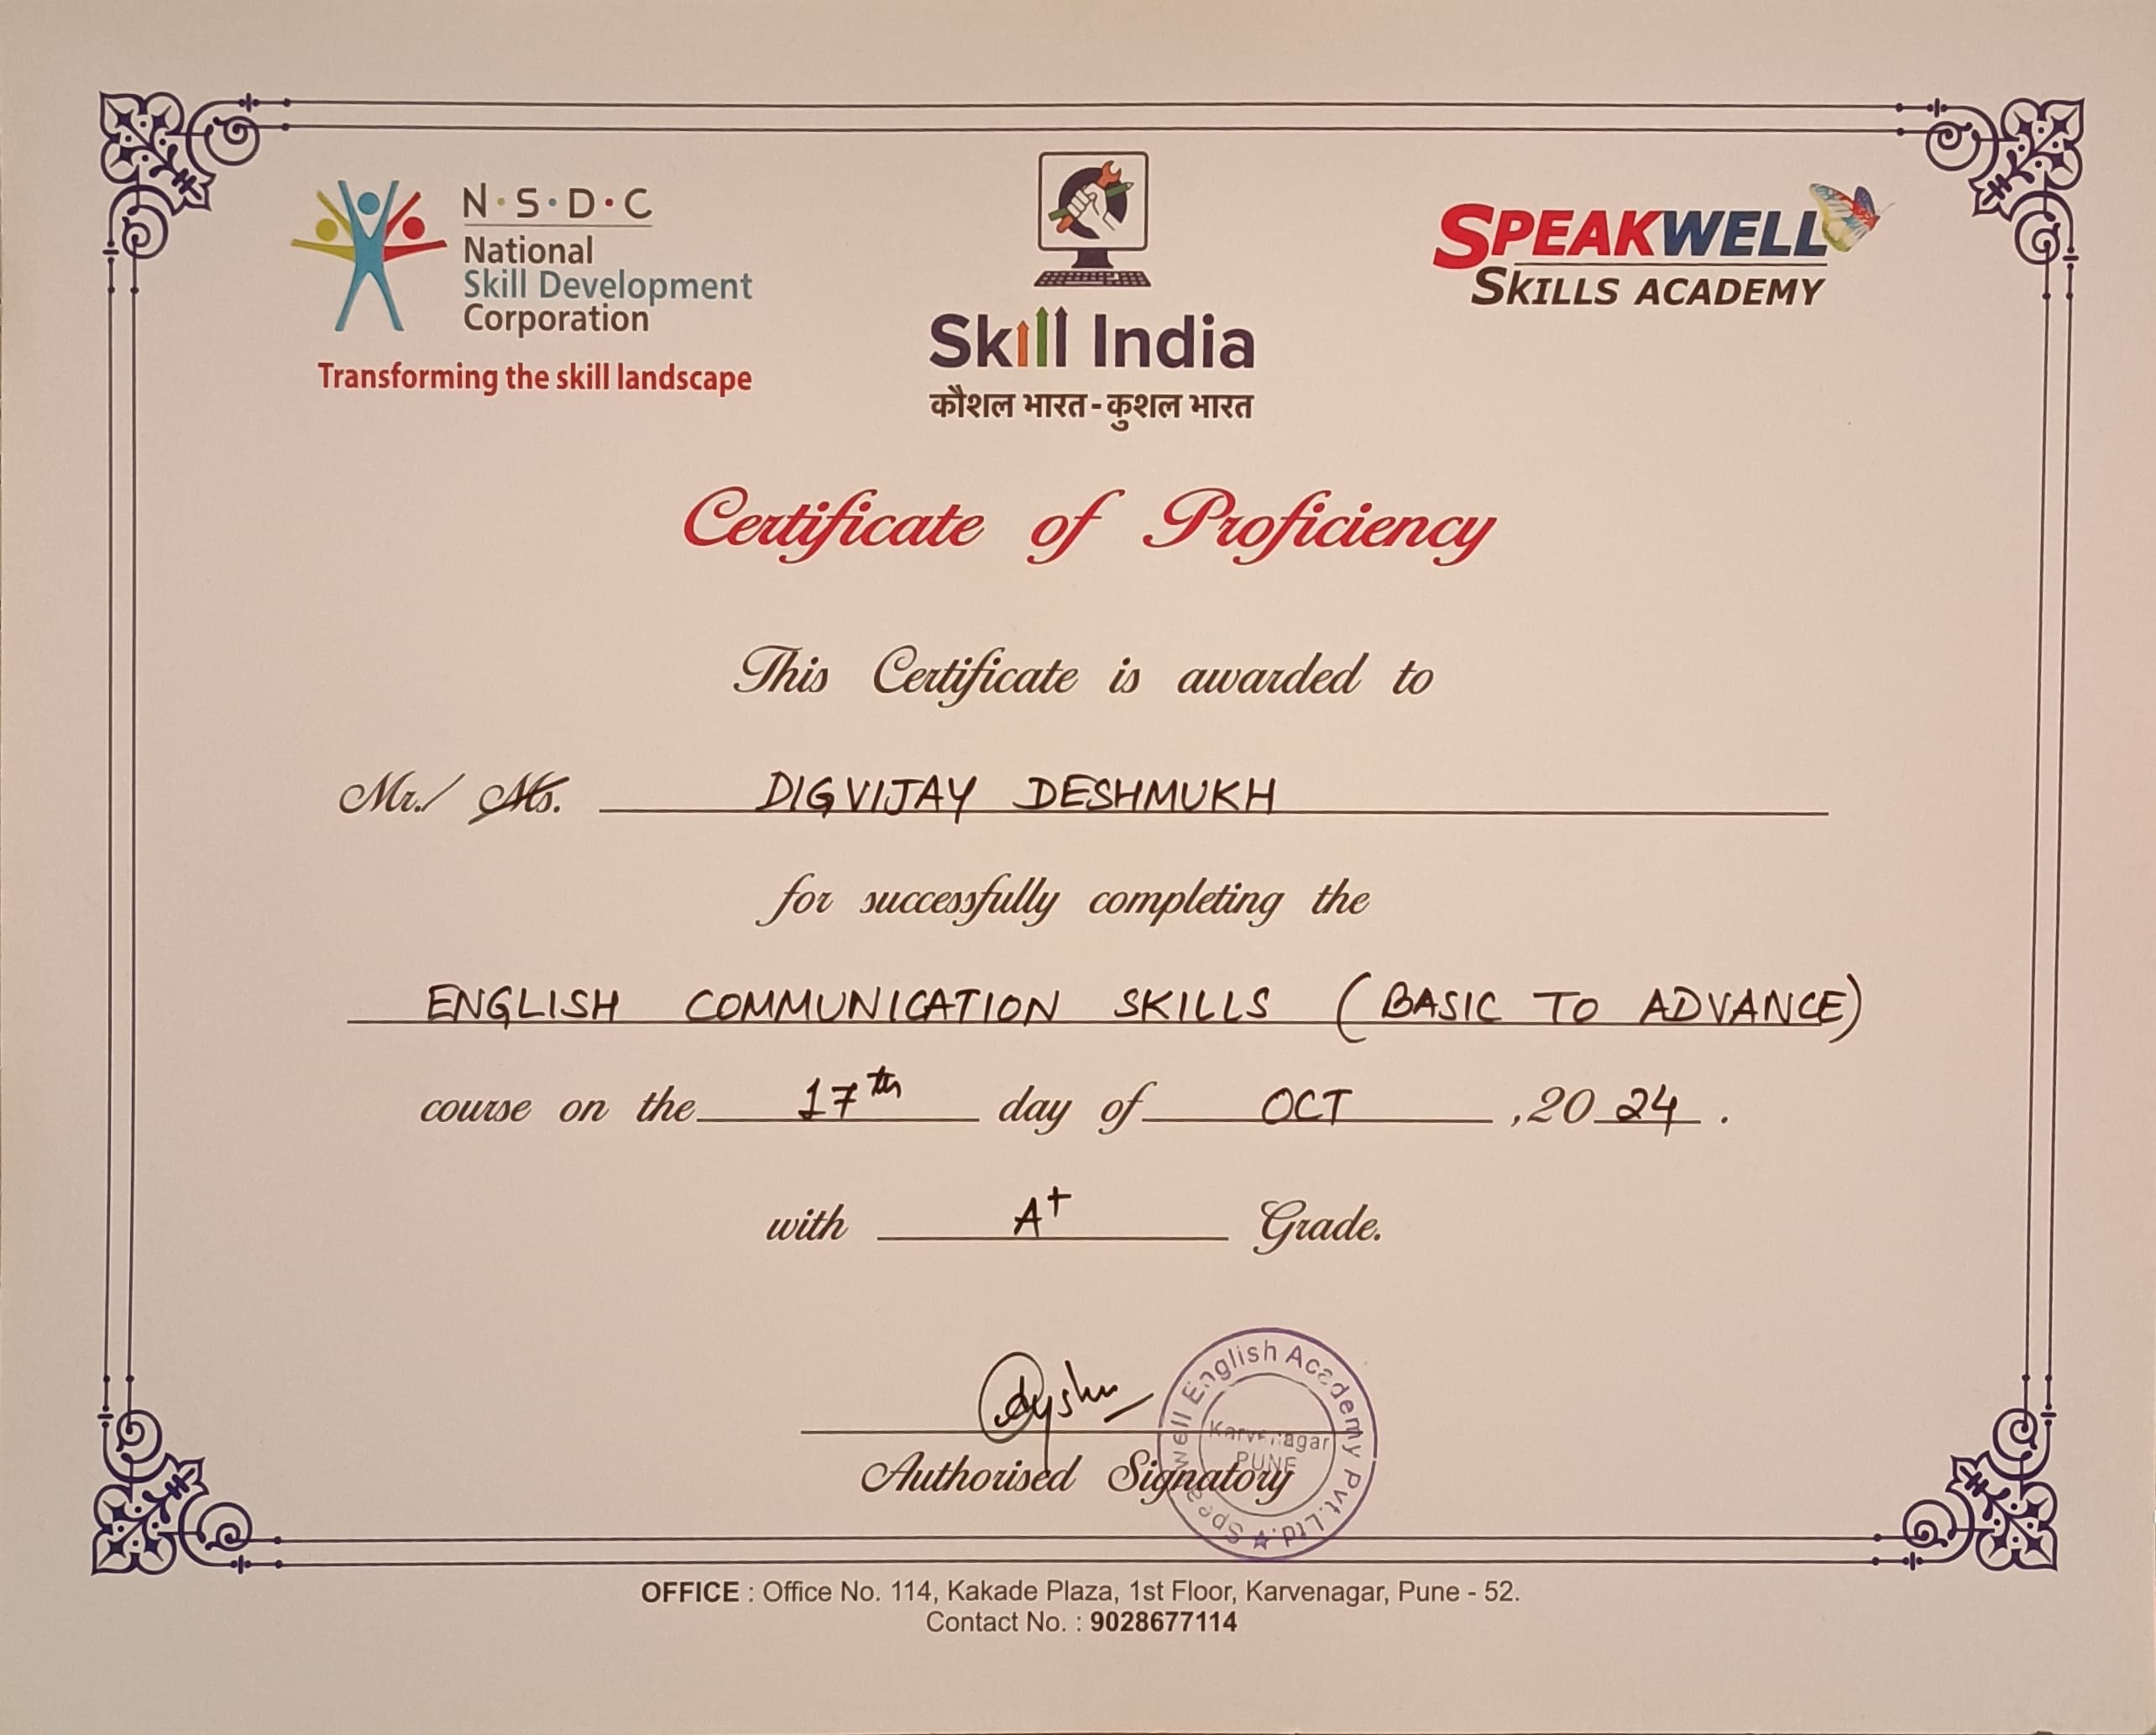 N·S·D·C
National
Skill Development
Corporation
Transforming the skill landscape
Skill India
कौशल भारत - कुशल भारत
SPEAKWELL
SKILLS ACADEMY
Certificate of Proficiency
This Certificate is awarded to
Mr./ Ms. DIGVIJAY DESHMUKH
for successfully completing the
ENGLISH COMMUNICATION SKILLS (BASIC TO ADVANCE)
course on the 17th day of OCT ,2024 .
with A+ Grade.
Authorised Signatory
Speakwell English Academy Pvt. Ltd. ★
Karvenagar
PUNE
OFFICE : Office No. 114, Kakade Plaza, 1st Floor, Karvenagar, Pune - 52.
Contact No. : 9028677114